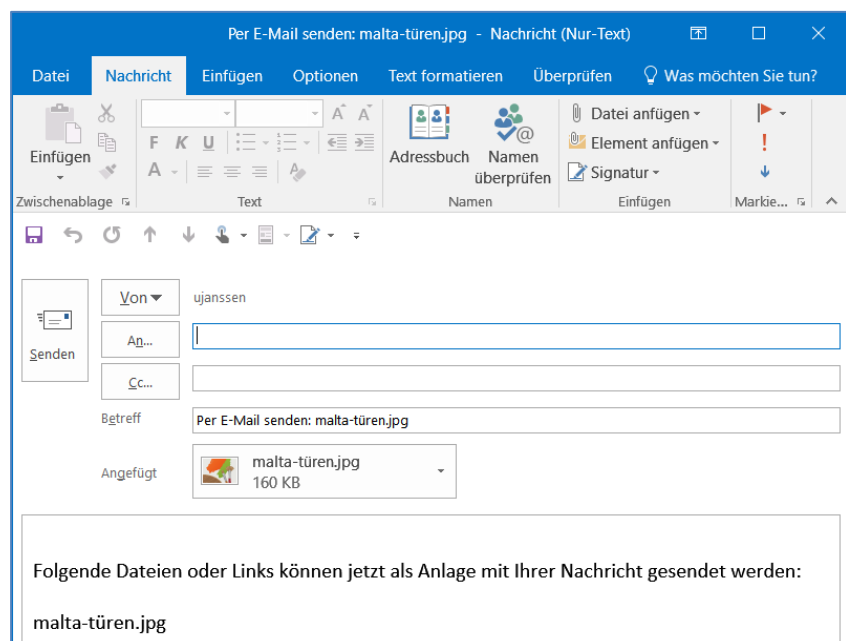 Per E-Mail senden: malta-türen.jpg - Nachricht (Nur-Text)
Datei Nachricht Einfügen Optionen Text formatieren Überprüfen Was möchten Sie tun?
Einfügen
F K U A A
A A
Adressbuch
Namen
überprüfen
@
Datei anfügen
Element anfügen
Signatur
Zwischenablage Text Namen Einfügen Markie...
Von ujanssen
Senden
An...
Cc...
Betreff Per E-Mail senden: malta-türen.jpg
Angefügt malta-türen.jpg
160 KB
Folgende Dateien oder Links können jetzt als Anlage mit Ihrer Nachricht gesendet werden:
malta-türen.jpg